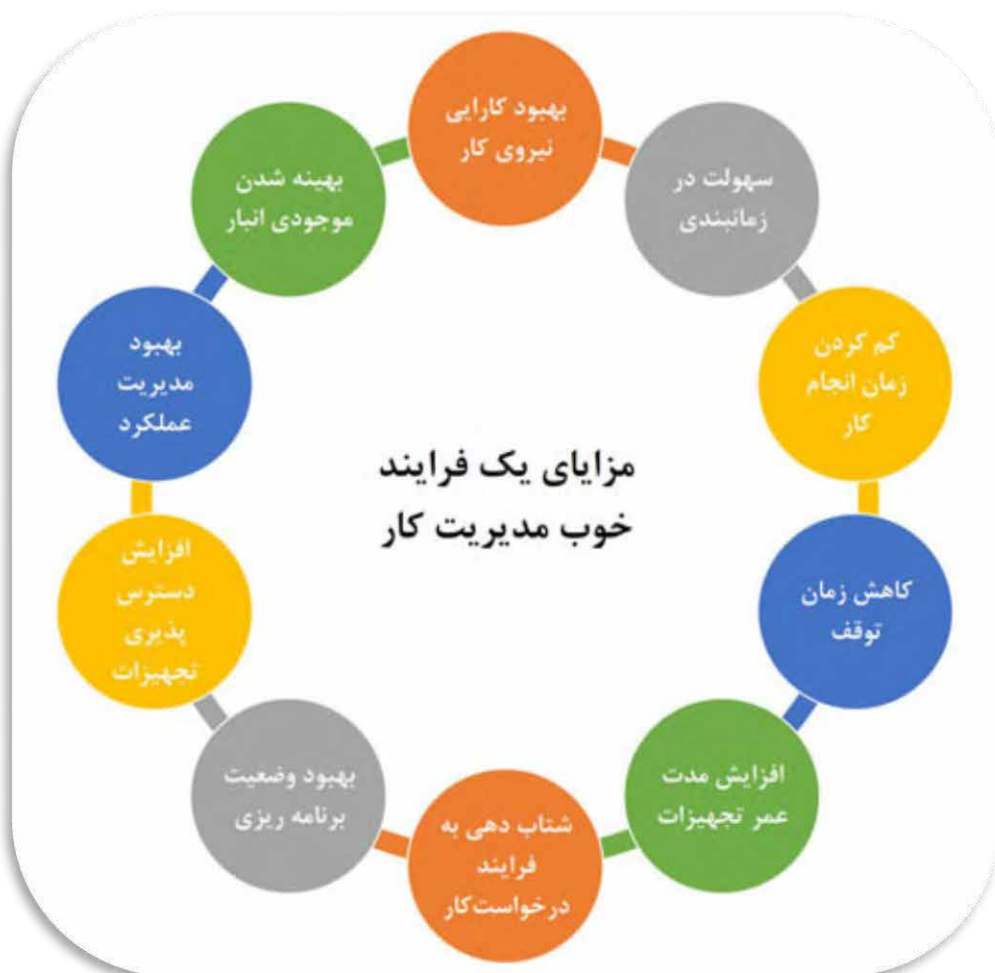 بهبود کارایی
نیروی کار
سهولت در
زمانبندی
کم کردن
زمان انجام
کار
کاهش زمان
توقف
افزایش مدت
عمر تجهیزات
شتاب دهی به
فرایند
درخواست‌کار
بهبود وضعیت
برنامه ریزی
افزایش
دسترس
پذیری
تجهیزات
بهبود
مدیریت
عملکرد
بهینه شدن
موجودی انبار
مزایای یک فرایند
خوب مدیریت کار